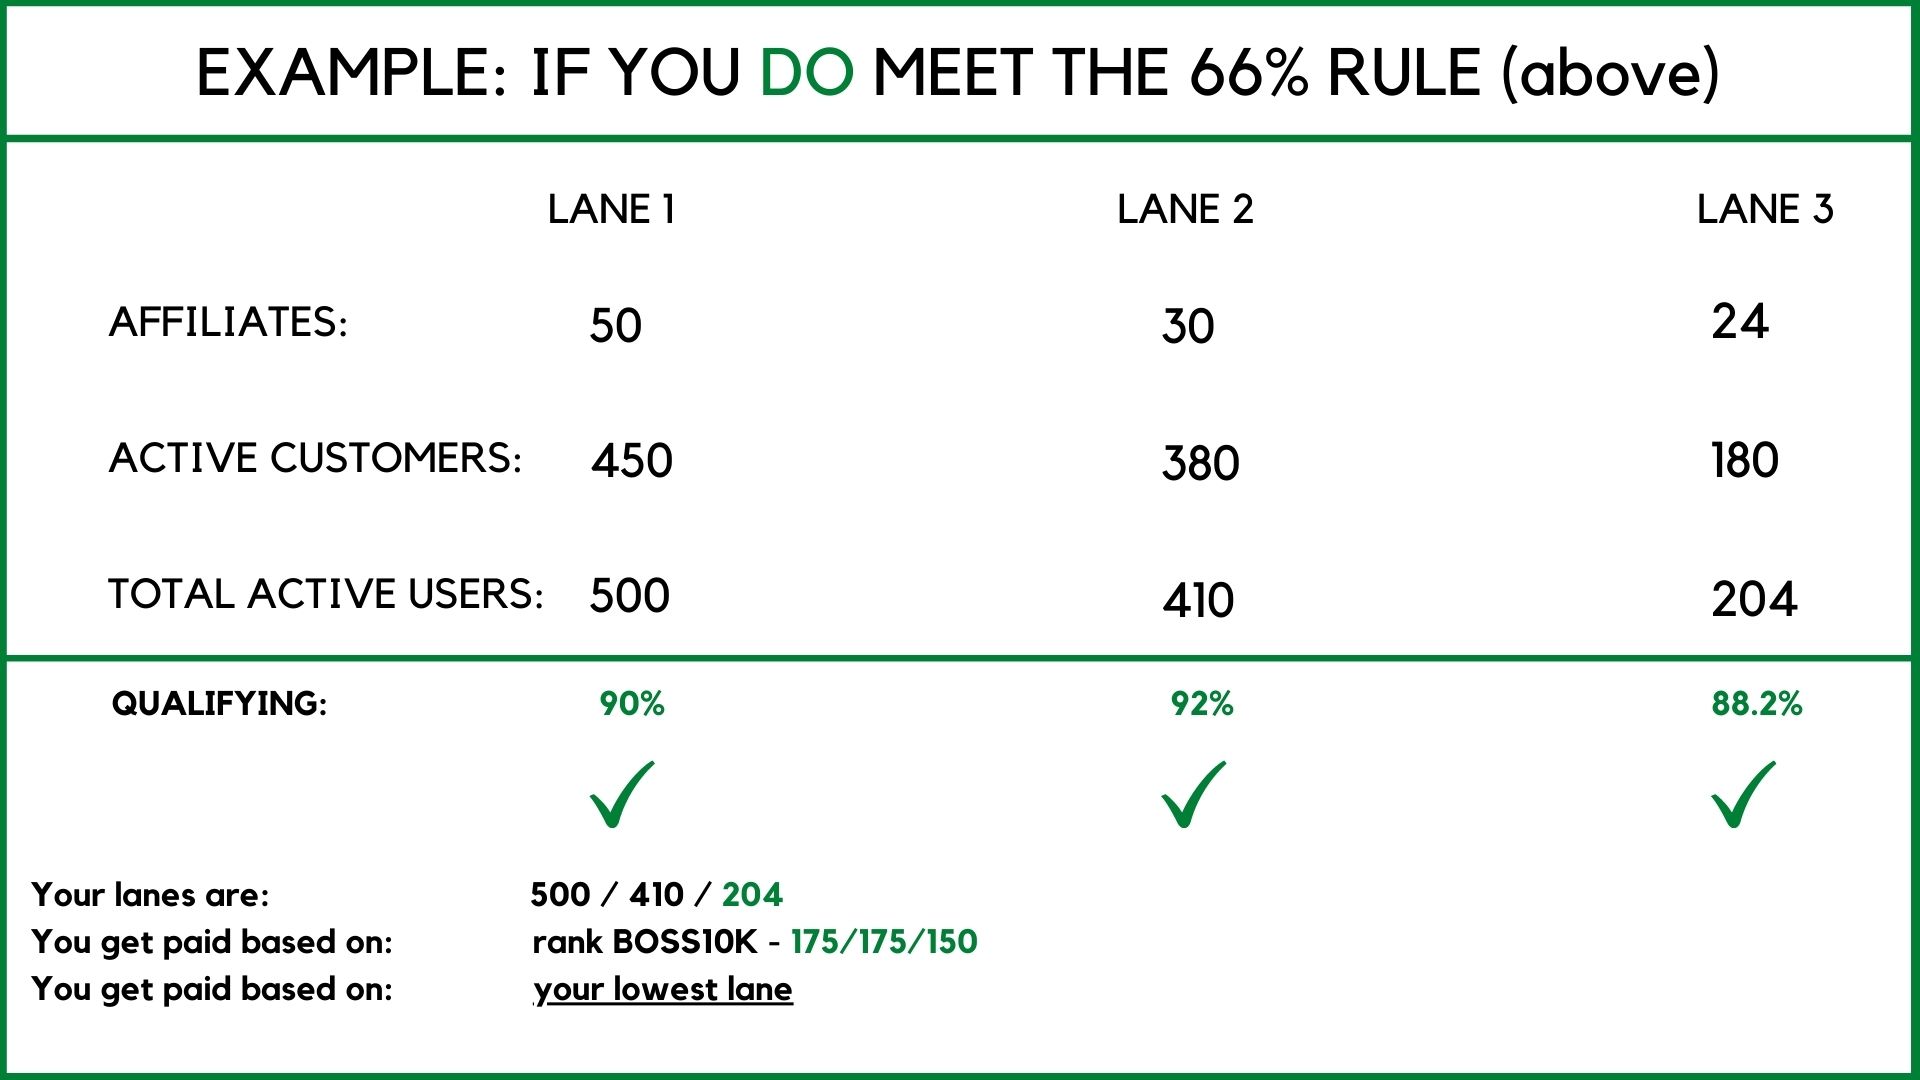 EXAMPLE: IF YOU DO MEET THE 66% RULE (above)
LANE 1 LANE 2 LANE 3
AFFILIATES: 50 30 24
ACTIVE CUSTOMERS: 450 380 180
TOTAL ACTIVE USERS: 500 410 204
QUALIFYING: 90% 92% 88.2%
Your lanes are: 500 / 410 / 204
You get paid based on: rank BOSS10K - 175/175/150
You get paid based on: your lowest lane